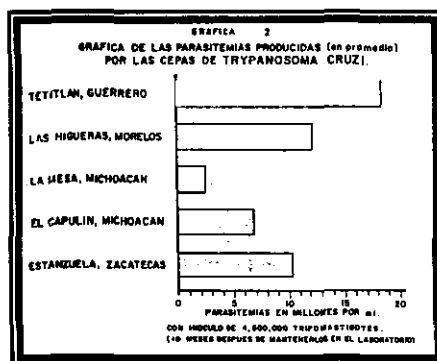 GRAFICA 2
GRAFICA DE LAS PARASITEMIAS PRODUCIDAS (en promedio)
POR LAS CEPAS DE TRYPANOSOMA CRUZI.
TETITLAN, GUERRERO
LAS HIGUERAS, MORELOS
LA MESA, MICHOACAN
EL CAPULIN, MICHOACAN
ESTANZUELA, ZACATECAS
0 5 10 15 20
PARASITEMIAS EN MILLONES POR ml.
CON INOCULO DE 4,500,000 TRIPOMASTIGOTES.
MESES DESPUES DE MANTENERLOS EN EL LABORATORIO)